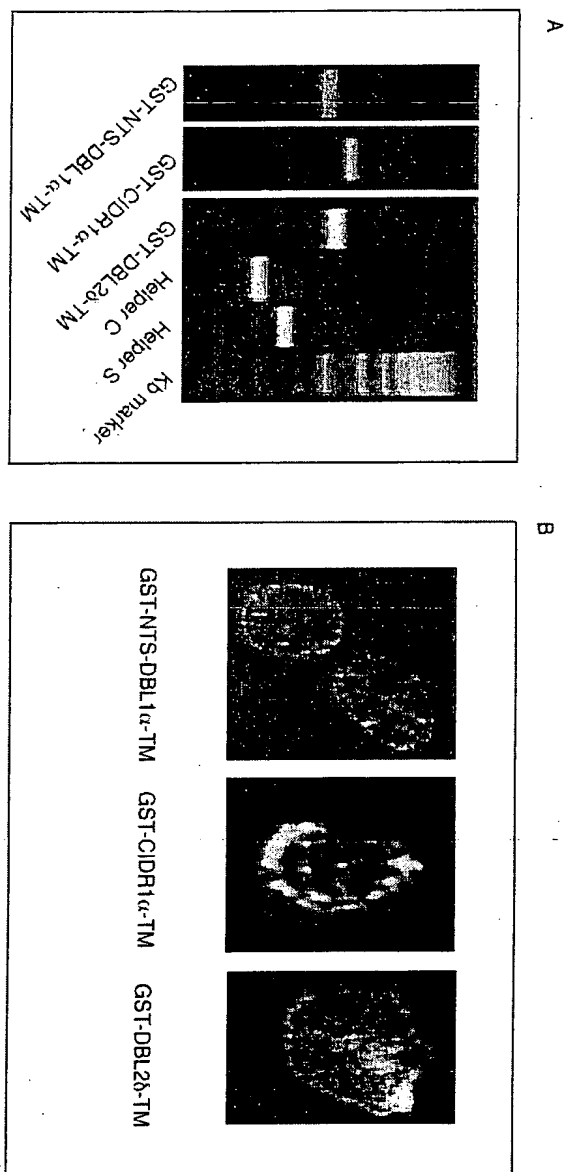 A
GST-NTS-DBL1α-TM
GST-CIDR1α-TM
GST-DBL2δ-TM
Helper C
Helper S
Kb marker
B
GST-NTS-DBL1α-TM
GST-CIDR1α-TM
GST-DBL2δ-TM